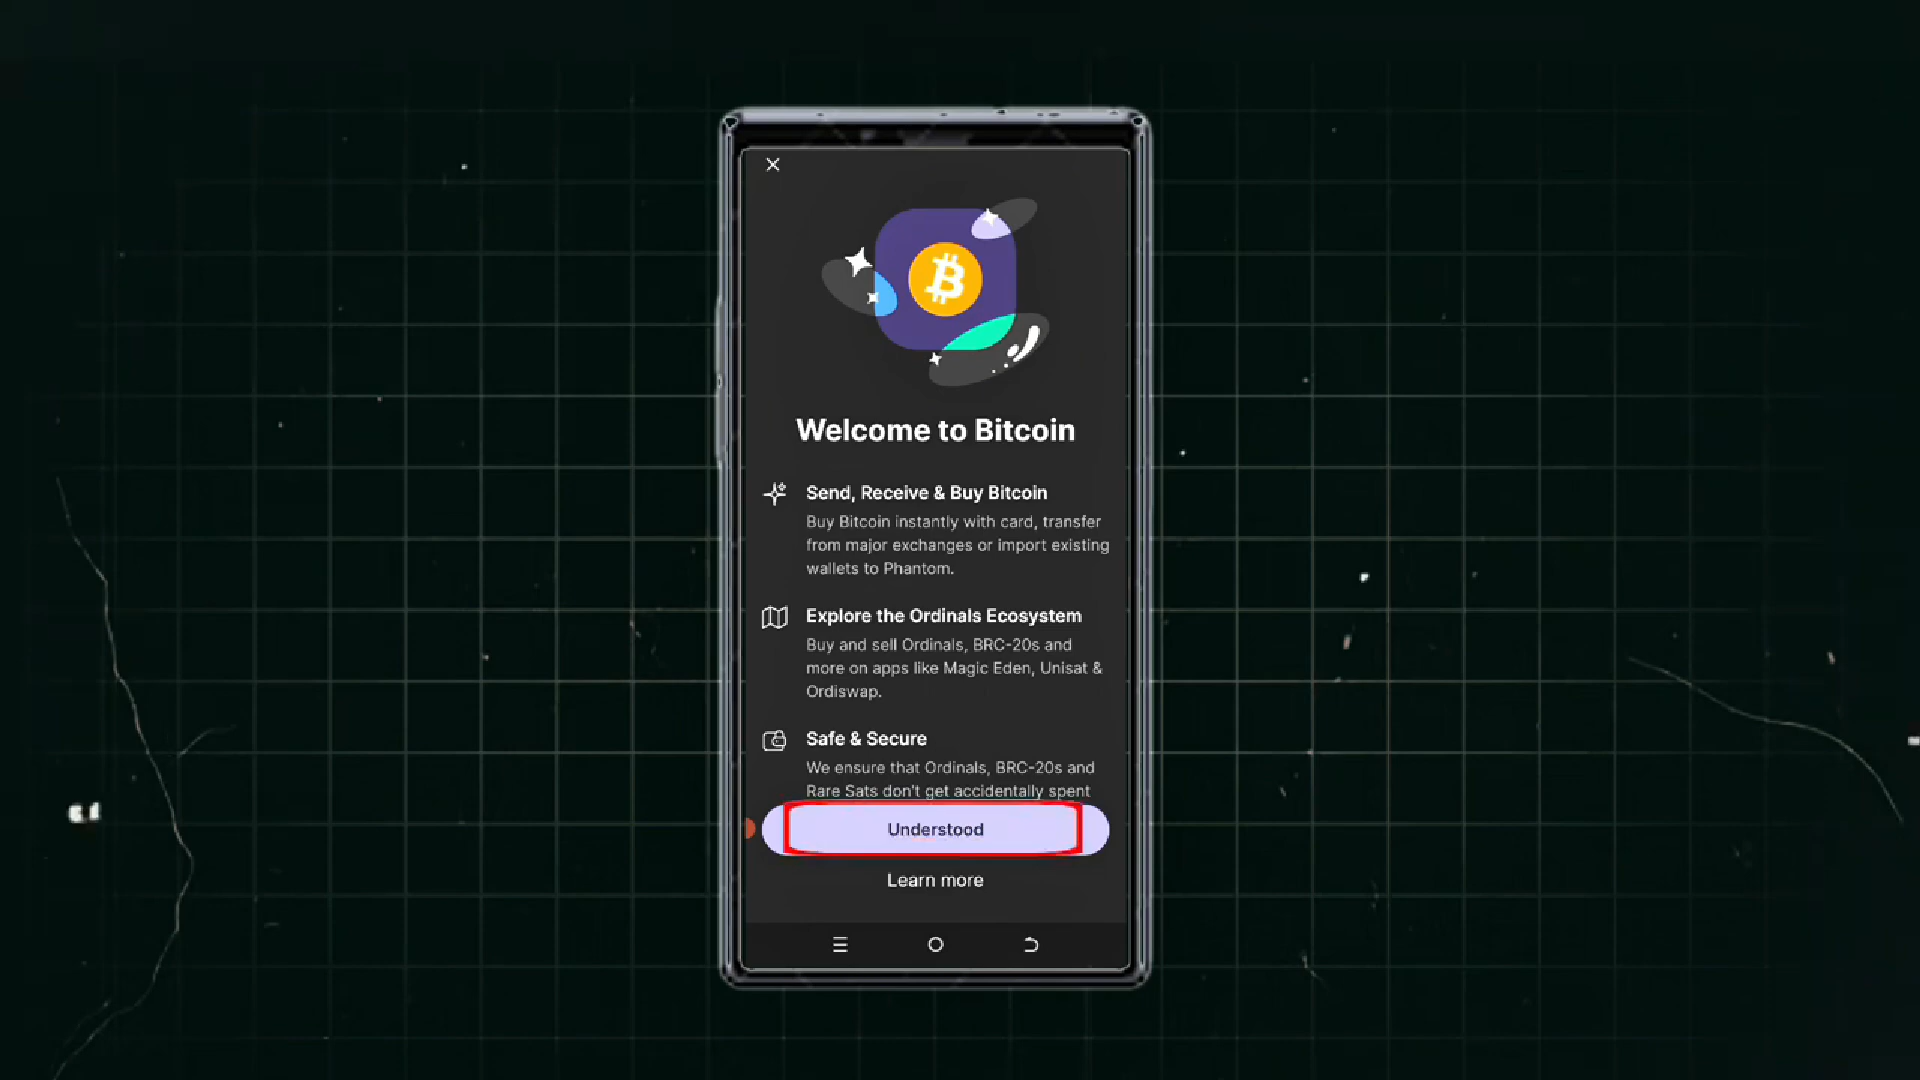 Welcome to Bitcoin
Send, Receive & Buy Bitcoin
Buy Bitcoin instantly with card, transfer
from major exchanges or import existing
wallets to Phantom.
Explore the Ordinals Ecosystem
Buy and sell Ordinals, BRC-20s and
more on apps like Magic Eden, Unisat &
Ordiswap.
Safe & Secure
We ensure that Ordinals, BRC-20s and
Rare Sats don't get accidentally spent
Understood
Learn more